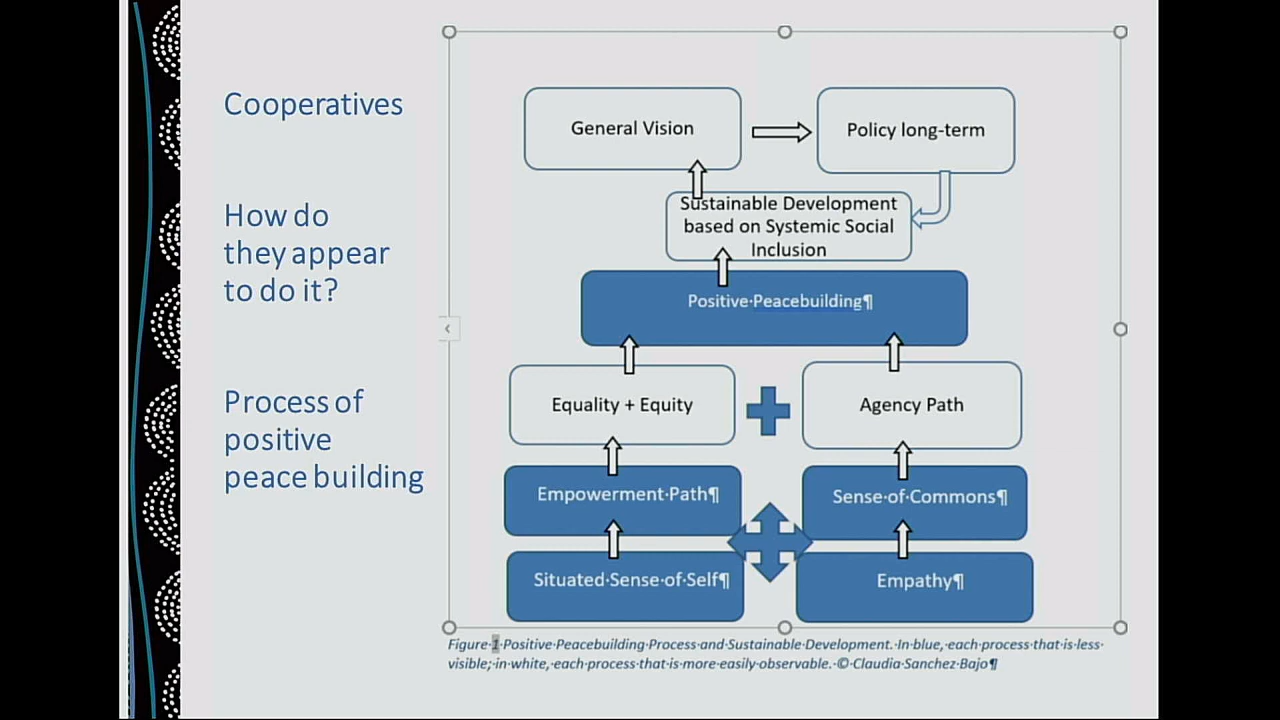 Cooperatives
How do
they appear
to do it?
Process of
positive
peace building
General Vision
Policy long-term
Sustainable Development
based on Systemic Social
Inclusion
Positive·Peacebuilding¶
Equality + Equity
Agency Path
Empowerment·Path¶
Sense·of·Commons¶
Situated·Sense·of·Self¶
Empathy¶
Figure·1·Positive·Peacebuilding·Process·and·Sustainable·Development.·In·blue,·each·process·that·is·less·
visible;·in·white,·each·process·that·is·more·easily·observable.·©·Claudia·Sanchez·Bajo¶